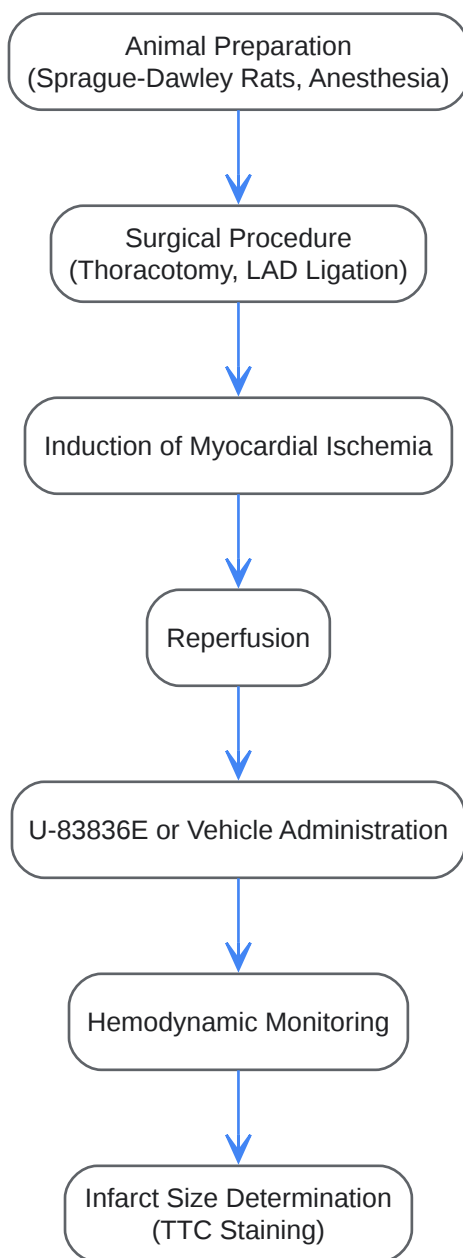 Animal Preparation
(Sprague-Dawley Rats, Anesthesia)
Surgical Procedure
(Thoracotomy, LAD Ligation)
Induction of Myocardial Ischemia
Reperfusion
U-83836E or Vehicle Administration
Hemodynamic Monitoring
Infarct Size Determination
(TTC Staining)